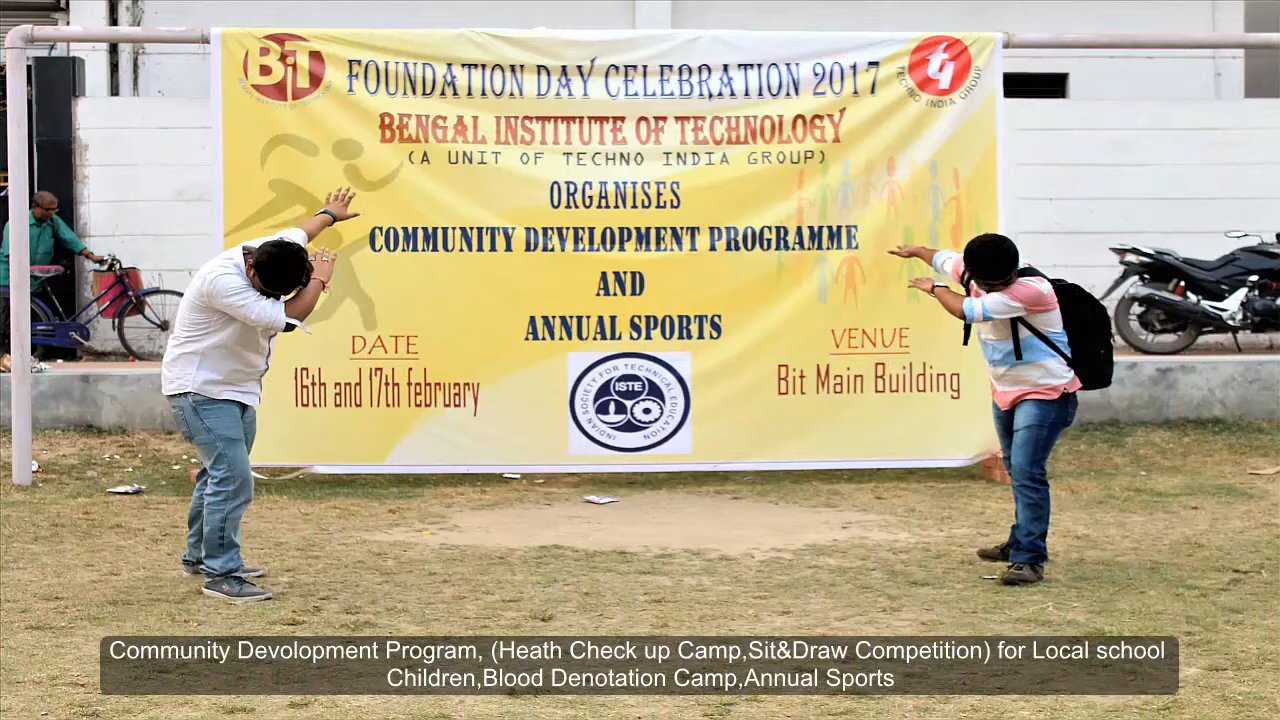 BiT
FOUNDATION DAY CELEBRATION 2017
TECHNO INDIA GROUP
BENGAL INSTITUTE OF TECHNOLOGY
(A UNIT OF TECHNO INDIA GROUP)
ORGANISES
COMMUNITY DEVELOPMENT PROGRAMME
AND
ANNUAL SPORTS
DATE
16th and 17th february
VENUE
Bit Main Building
INDIAN SOCIETY FOR TECHNICAL EDUCATION
ISTE
Community Devolopment Program, (Heath Check up Camp,Sit&Draw Competition) for Local school
Children,Blood Denotation Camp,Annual Sports